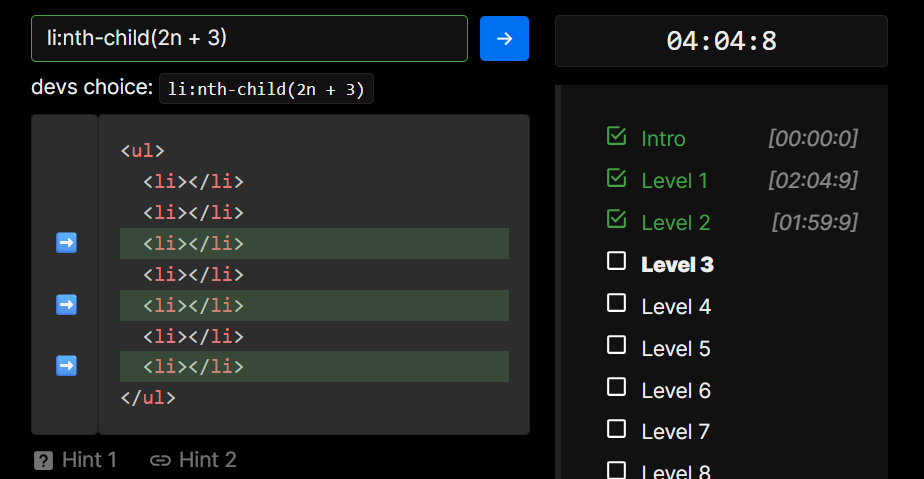 li:nth-child(2n + 3)
devs choice: li:nth-child(2n + 3)
<ul>
<li></li>
<li></li>
<li></li>
<li></li>
<li></li>
<li></li>
<li></li>
</ul>
Hint 1 Hint 2
04:04:8
Intro [00:00:0]
Level 1 [02:04:9]
Level 2 [01:59:9]
Level 3
Level 4
Level 5
Level 6
Level 7
Level 8